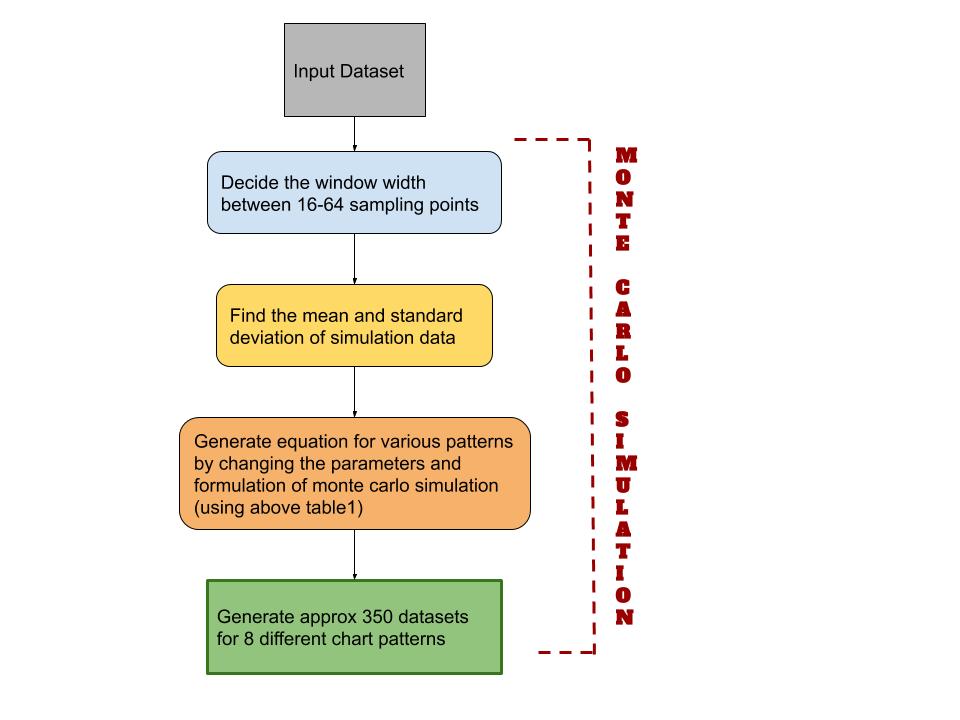 Input Dataset
Decide the window width
between 16-64 sampling points
Find the mean and standard
deviation of simulation data
Generate equation for various patterns
by changing the parameters and
formulation of monte carlo simulation
(using above table1)
Generate approx 350 datasets
for 8 different chart patterns
MONTE CARLO SIMULATION